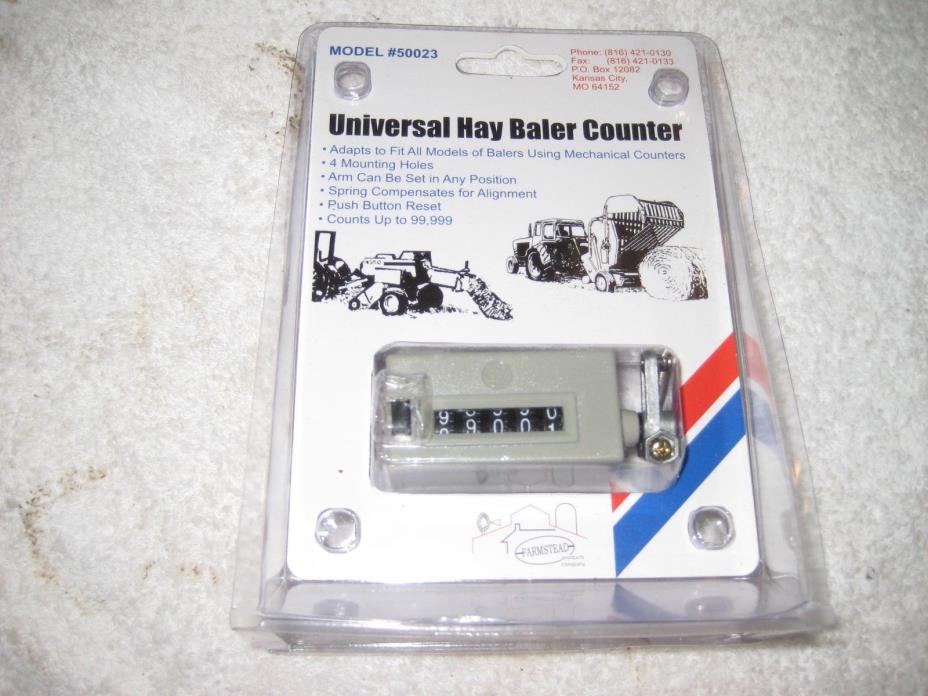 MODEL #50023
Phone: (816) 421-0130
Fax: (816) 421-0133
P.O. Box 12082
Kansas City,
MO 64152
Universal Hay Baler Counter
• Adapts to Fit All Models of Balers Using Mechanical Counters
• 4 Mounting Holes
• Arm Can Be Set in Any Position
• Spring Compensates for Alignment
• Push Button Reset
• Counts Up to 99,999
FARMSTEAD
products
company